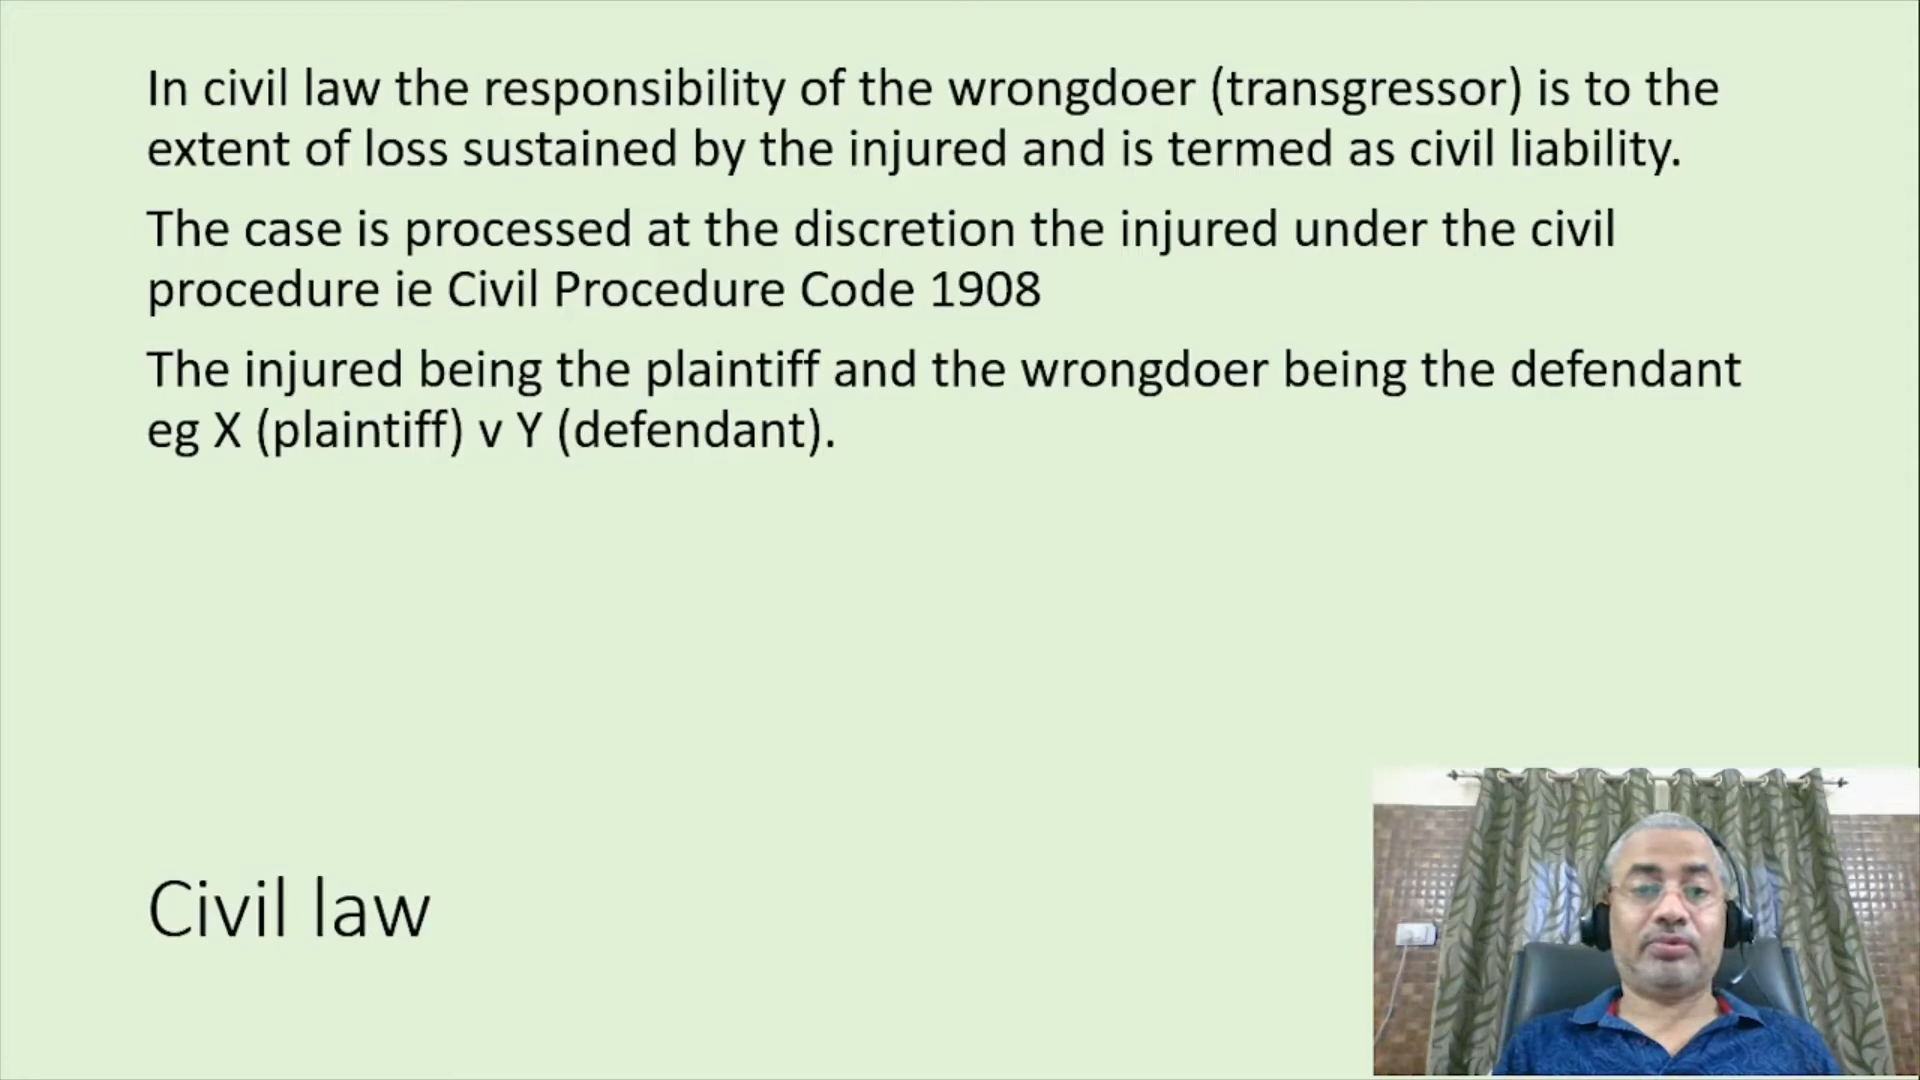 In civil law the responsibility of the wrongdoer (transgressor) is to the
extent of loss sustained by the injured and is termed as civil liability.
The case is processed at the discretion the injured under the civil
procedure ie Civil Procedure Code 1908
The injured being the plaintiff and the wrongdoer being the defendant
eg X (plaintiff) v Y (defendant).
Civil law